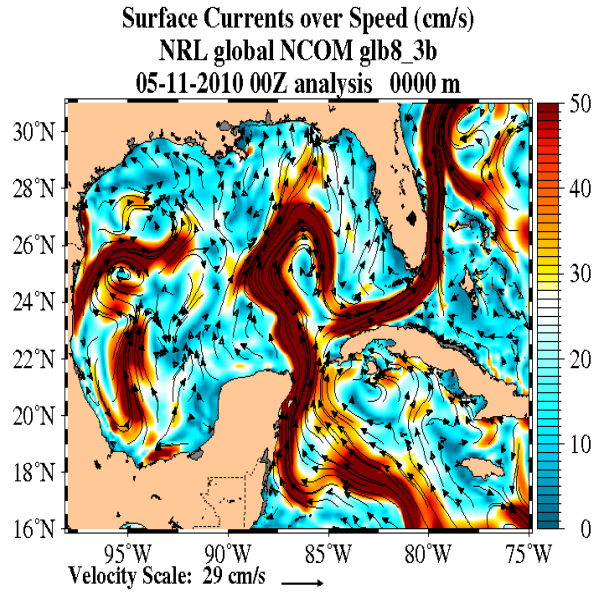 Surface Currents over Speed (cm/s)
NRL global NCOM glb8_3b
05-11-2010 00Z analysis 0000 m
30°N
28°N
26°N
24°N
22°N
20°N
18°N
16°N
95°W 90°W 85°W 80°W 75°W
50
40
30
20
10
0
Velocity Scale: 29 cm/s